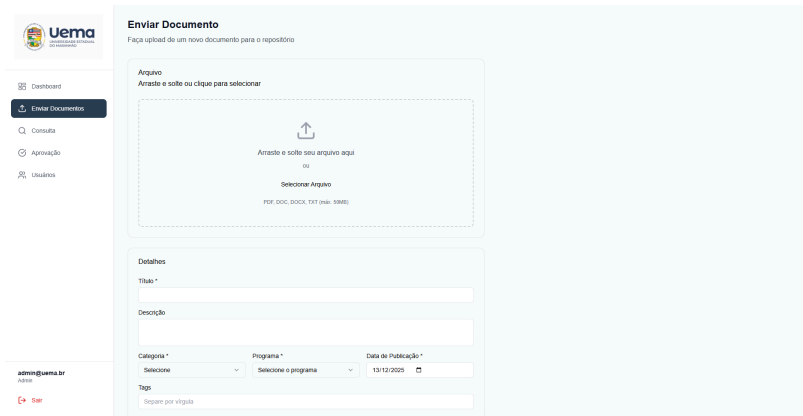 Uema
UNIVERSIDADE ESTADUAL
DO MARANHÃO
Dashboard
Enviar Documentos
Consulta
Aprovação
Usuários
admin@uema.br
Admin
Sair
Enviar Documento
Faça upload de um novo documento para o repositório
Arquivo
Arraste e solte ou clique para selecionar
Arraste e solte seu arquivo aqui
ou
Selecionar Arquivo
PDF, DOC, DOCX, TXT (máx. 50MB)
Detalhes
Título *
Descrição
Categoria * Programa * Data de Publicação *
Selecione Selecione o programa 13/12/2025
Tags
Separe por vírgula